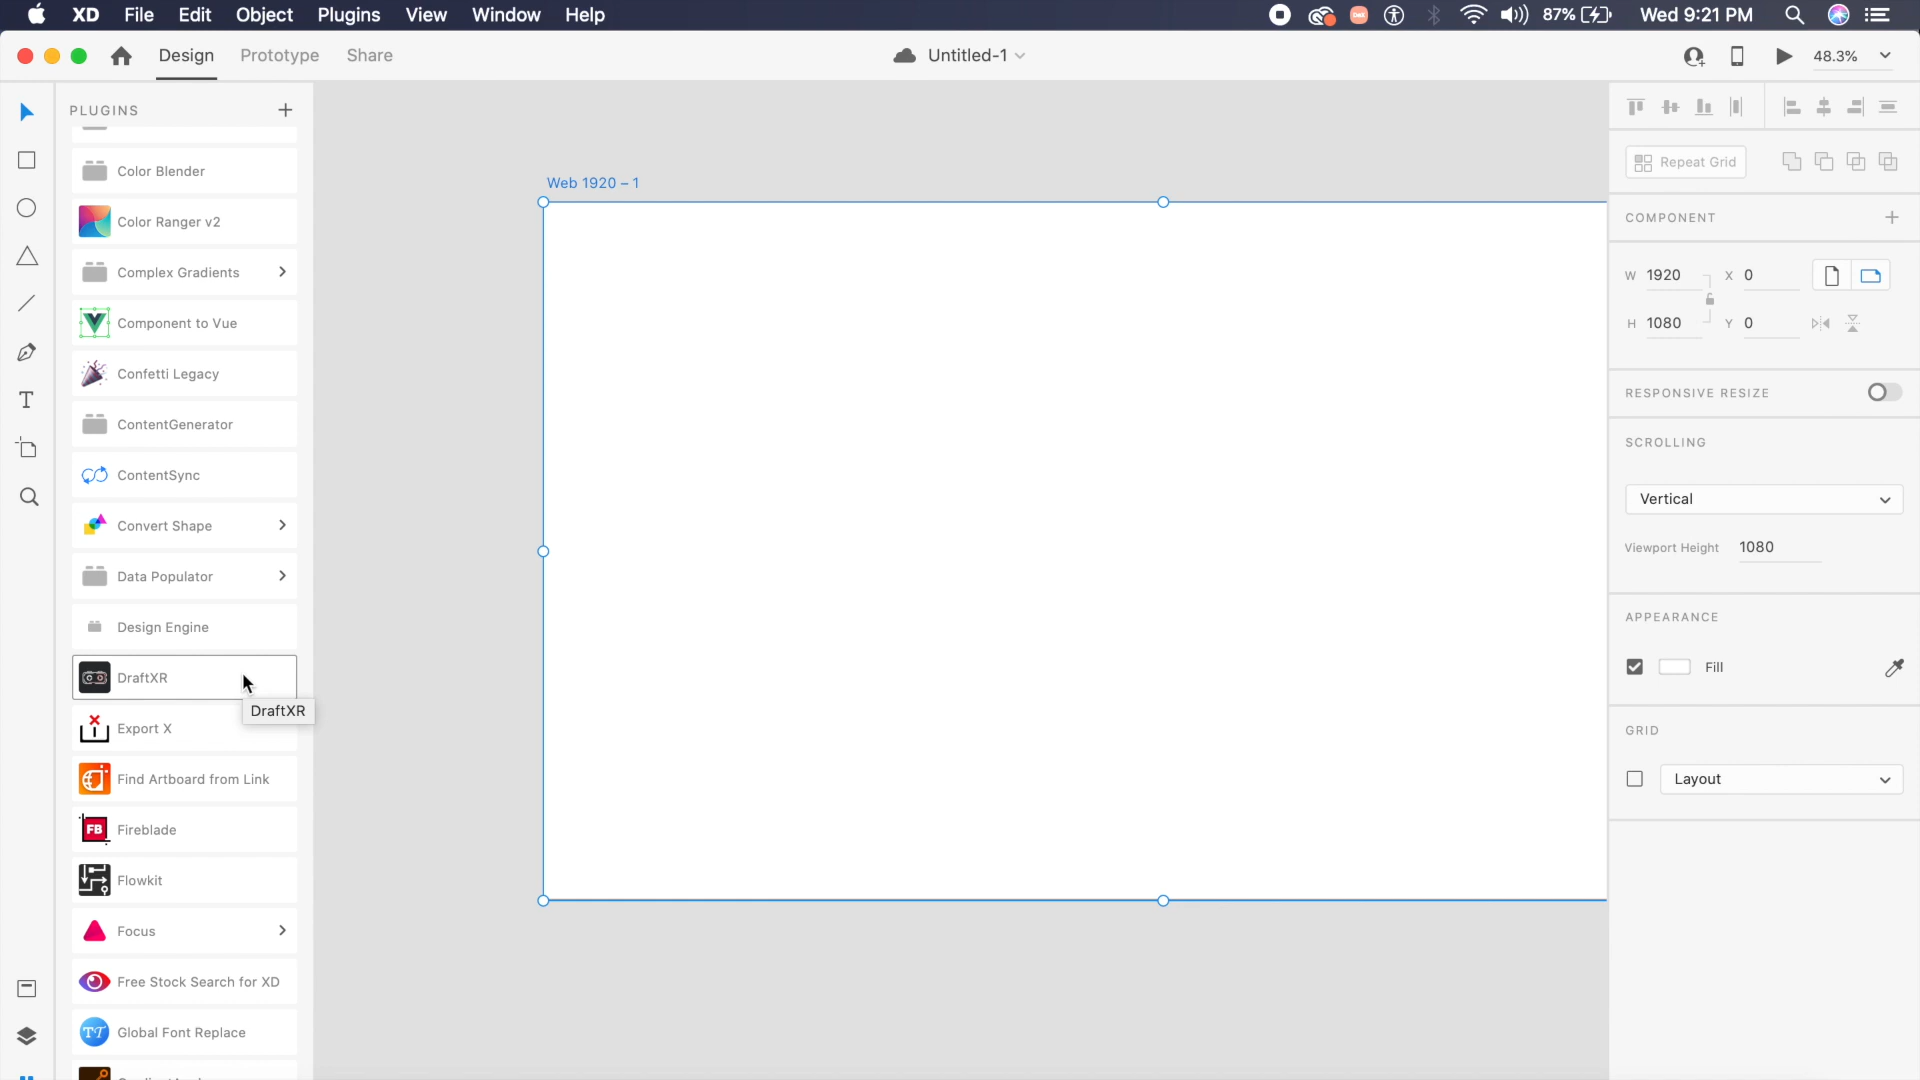 XD File Edit Object Plugins View Window Help
87% Wed 9:21 PM
Design Prototype Share
Untitled-1
48.3%
PLUGINS
Color Blender
Color Ranger v2
Complex Gradients
Component to Vue
Confetti Legacy
ContentGenerator
ContentSync
Convert Shape
Data Populator
Design Engine
DraftXR
DraftXR
Export X
Find Artboard from Link
FB Fireblade
Flowkit
Focus
Free Stock Search for XD
TT Global Font Replace
Web 1920 – 1
Repeat Grid
COMPONENT
W 1920 X 0
H 1080 Y 0
RESPONSIVE RESIZE
SCROLLING
Vertical
Viewport Height 1080
APPEARANCE
Fill
GRID
Layout